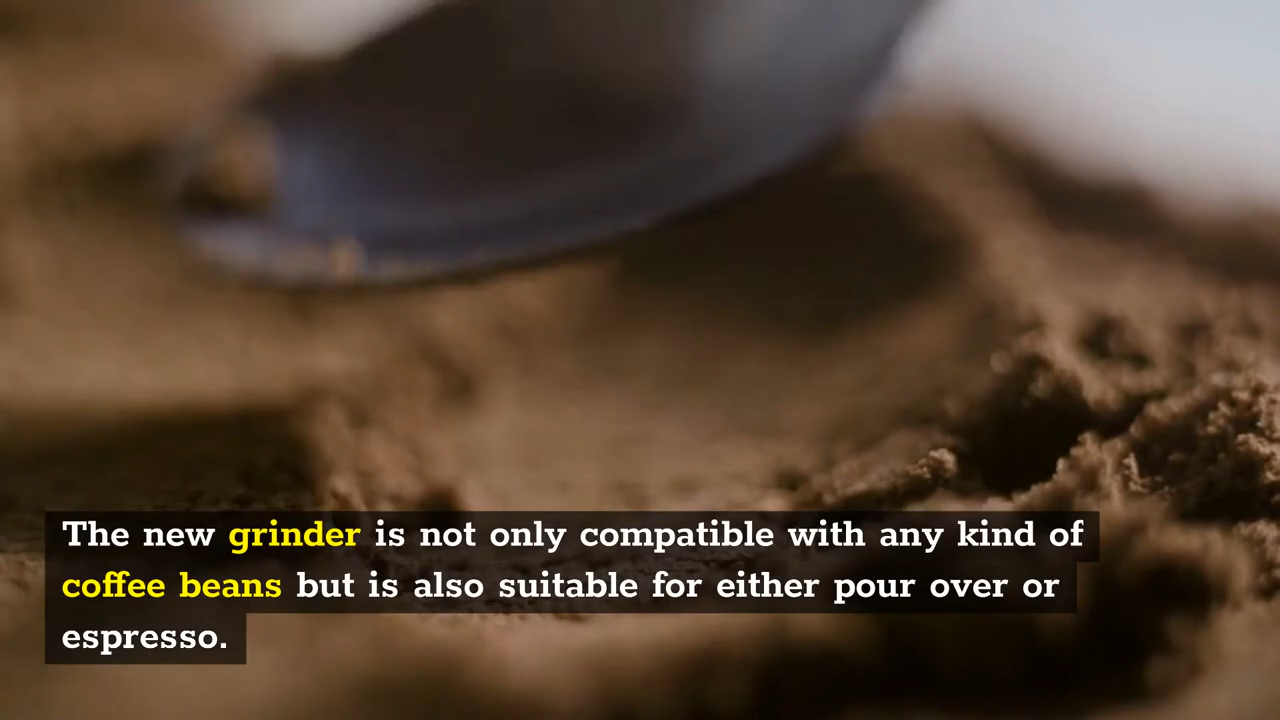 The new grinder is not only compatible with any kind of
coffee beans but is also suitable for either pour over or
espresso.